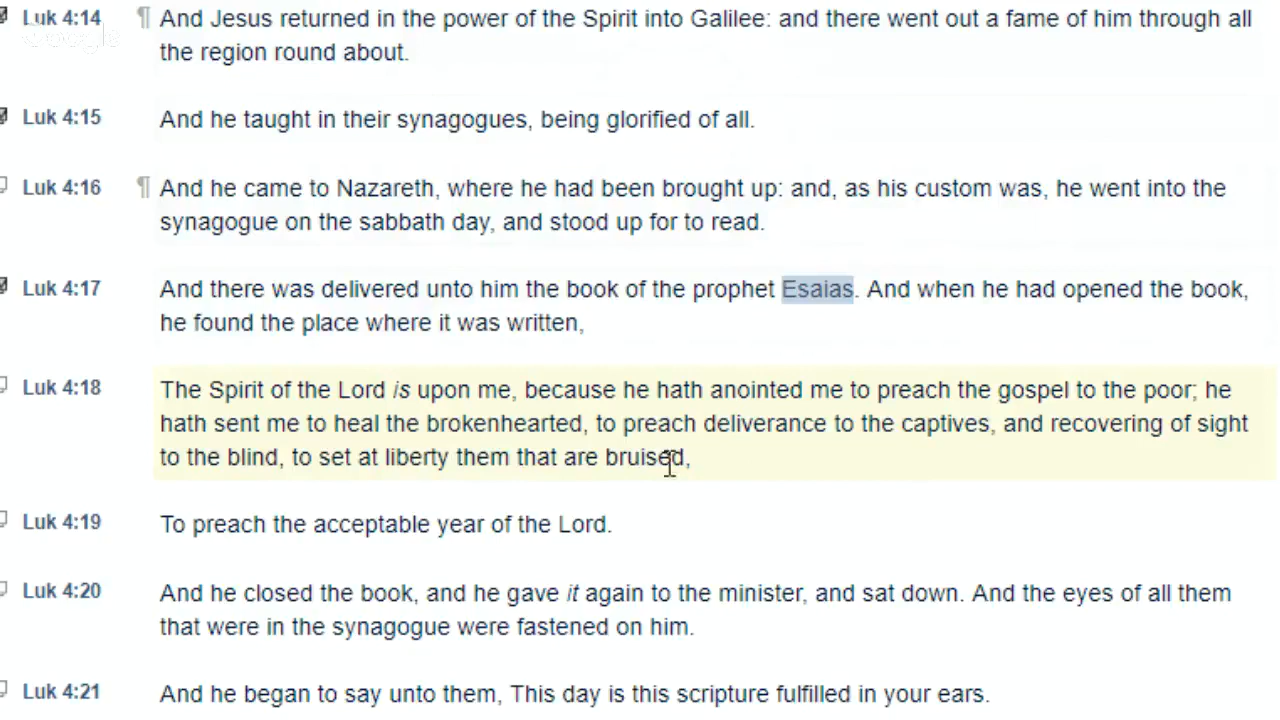 Luk 4:14 ¶ And Jesus returned in the power of the Spirit into Galilee: and there went out a fame of him through all
the region round about.
Google
Luk 4:15 And he taught in their synagogues, being glorified of all.
Luk 4:16 ¶ And he came to Nazareth, where he had been brought up: and, as his custom was, he went into the
synagogue on the sabbath day, and stood up for to read.
Luk 4:17 And there was delivered unto him the book of the prophet Esaias. And when he had opened the book,
he found the place where it was written,
Luk 4:18 The Spirit of the Lord is upon me, because he hath anointed me to preach the gospel to the poor; he
hath sent me to heal the brokenhearted, to preach deliverance to the captives, and recovering of sight
to the blind, to set at liberty them that are bruised,
Luk 4:19 To preach the acceptable year of the Lord.
Luk 4:20 And he closed the book, and he gave it again to the minister, and sat down. And the eyes of all them
that were in the synagogue were fastened on him.
Luk 4:21 And he began to say unto them, This day is this scripture fulfilled in your ears.